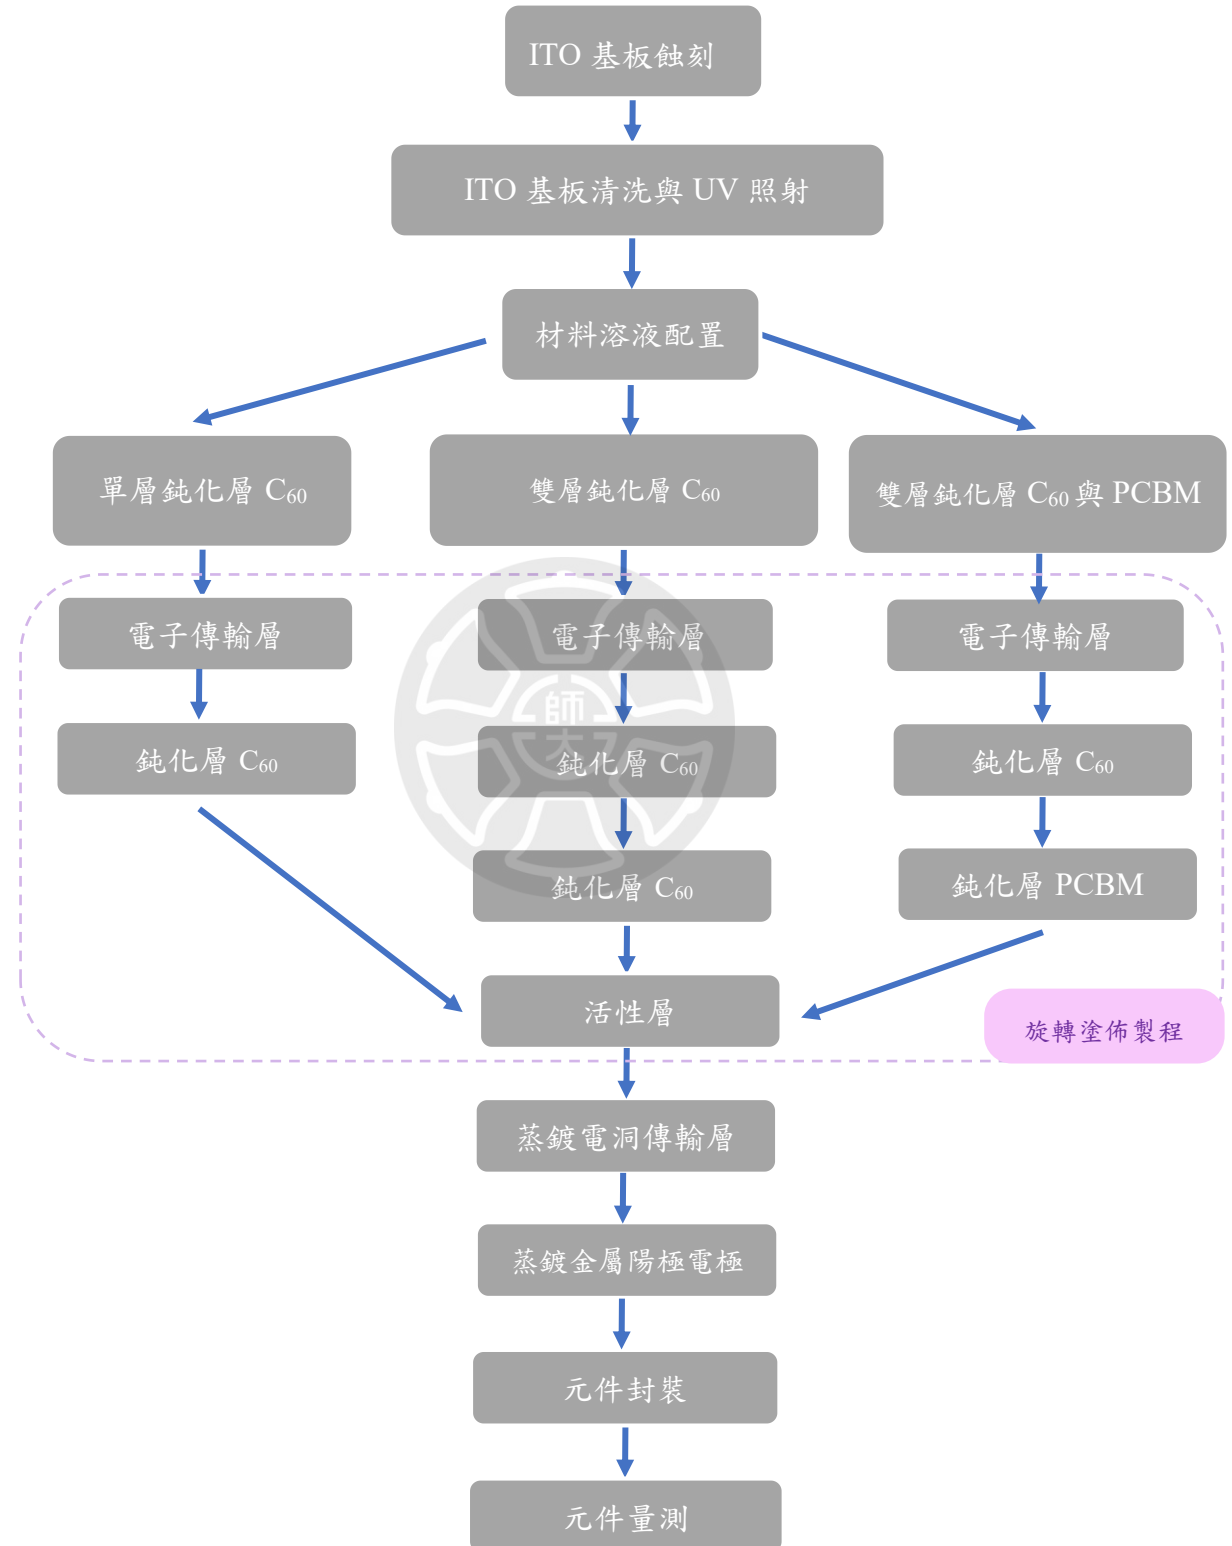 ITO 基板蝕刻
ITO 基板清洗與 UV 照射
材料溶液配置
單層鈍化層 C₆₀
雙層鈍化層 C₆₀
雙層鈍化層 C₆₀ 與 PCBM
電子傳輸層
電子傳輸層
電子傳輸層
師大
鈍化層 C₆₀
鈍化層 C₆₀
鈍化層 C₆₀
鈍化層 C₆₀
鈍化層 PCBM
活性層
旋轉塗佈製程
蒸鍍電洞傳輸層
蒸鍍金屬陽極電極
元件封裝
元件量測